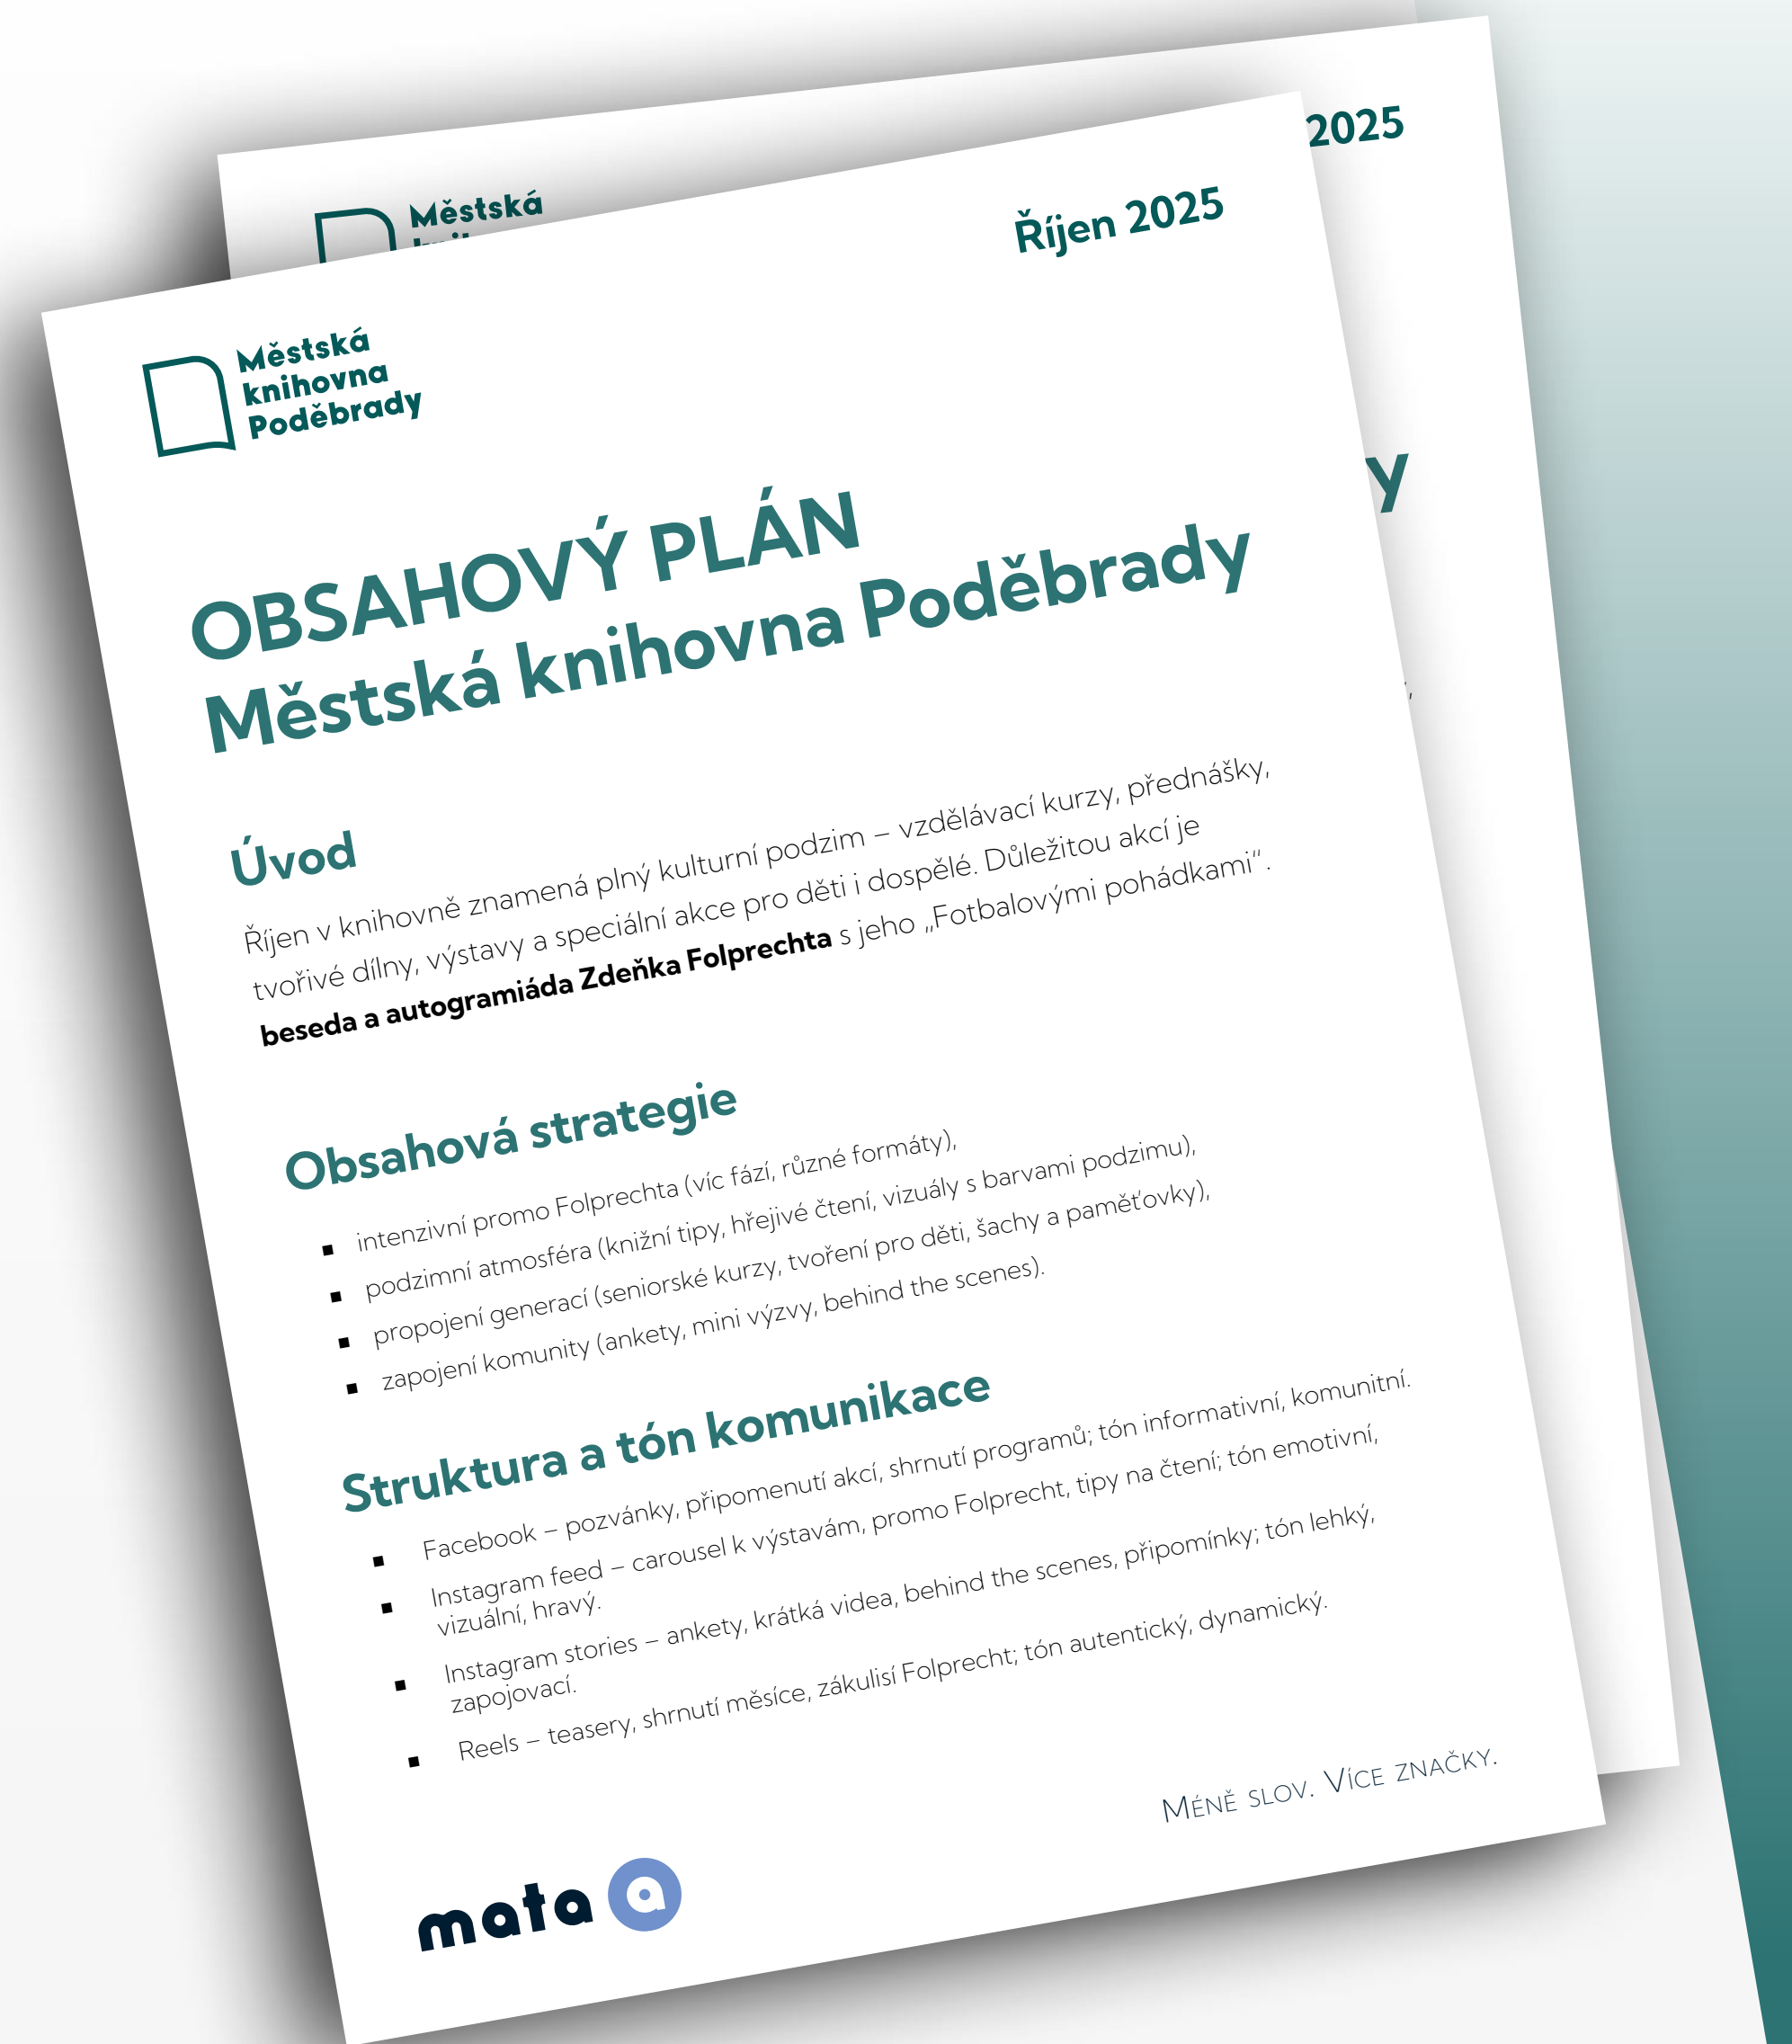 2025
Městská
Říjen 2025
Městská
knihovna
Poděbrady
y
OBSAHOVÝ PLÁN
Městská knihovna Poděbrady
Úvod
Říjen v knihovně znamená plný kulturní podzim – vzdělávací kurzy, přednášky,
tvořivé dílny, výstavy a speciální akce pro děti i dospělé. Důležitou akcí je
beseda a autogramiáda Zdeňka Folprechta s jeho „Fotbalovými pohádkami“.
Obsahová strategie
▪ intenzivní promo Folprechta (víc fází, různé formáty),
▪ podzimní atmosféra (knižní tipy, hřejivé čtení, vizuály s barvami podzimu),
▪ propojení generací (seniorské kurzy, tvoření pro děti, šachy a paměťovky),
▪ zapojení komunity (ankety, mini výzvy, behind the scenes).
Struktura a tón komunikace
▪ Facebook – pozvánky, připomenutí akcí, shrnutí programů; tón informativní, komunitní.
▪ Instagram feed – carousel k výstavám, promo Folprecht, tipy na čtení; tón emotivní,
vizuální, hravý.
▪ Instagram stories – ankety, krátká videa, behind the scenes, připomínky; tón lehký,
zapojovací.
▪ Reels – teasery, shrnutí měsíce, zákulisí Folprecht; tón autentický, dynamický.
Méně slov. Více značky.
mata a